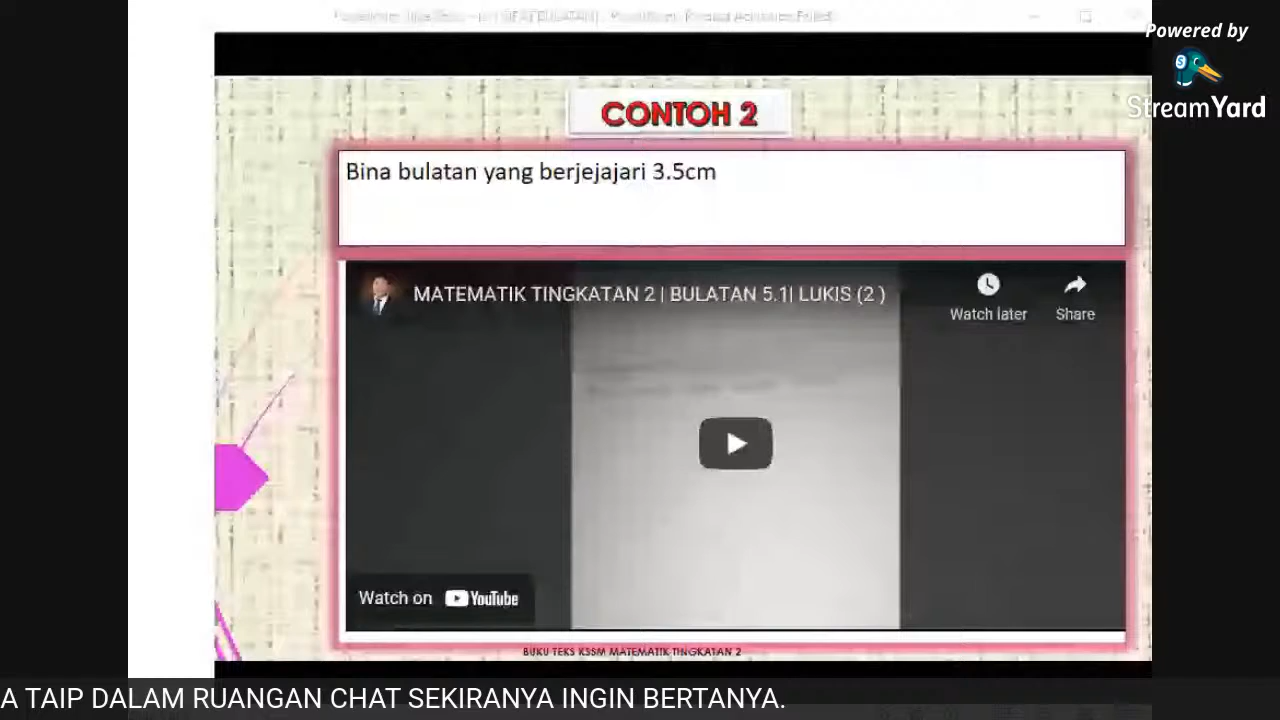 Powered by
StreamYard
CONTOH 2
Bina bulatan yang berjejajari 3.5cm
MATEMATIK TINGKATAN 2 | BULATAN 5.1| LUKIS (2 )
Watch later
Share
Watch on YouTube
BUKU TEKS KSSM MATEMATIK TINGKATAN 2
A TAIP DALAM RUANGAN CHAT SEKIRANYA INGIN BERTANYA.